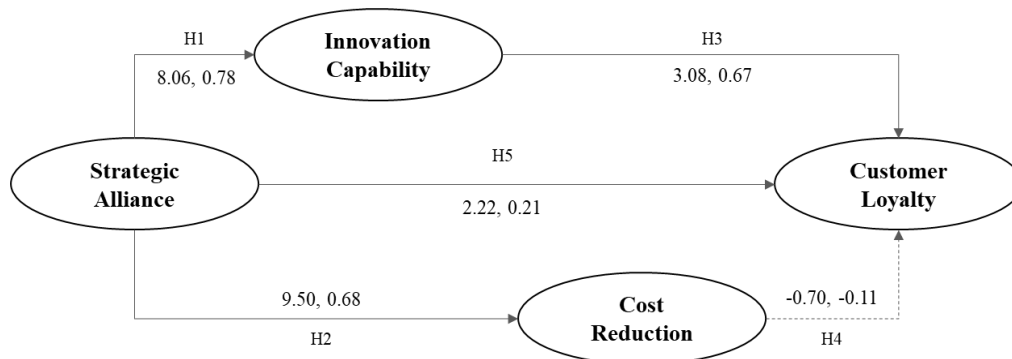 H1
Innovation
Capability
H3
8.06, 0.78
3.08, 0.67
Strategic
Alliance
H5
Customer
Loyalty
2.22, 0.21
9.50, 0.68
Cost
Reduction
-0.70, -0.11
H2
H4